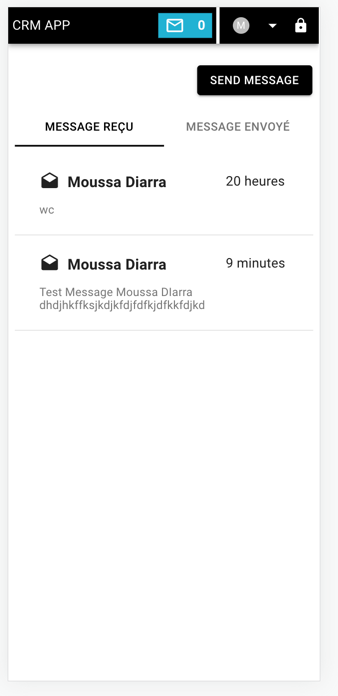 CRM APP 0 M
SEND MESSAGE
MESSAGE REÇU MESSAGE ENVOYÉ
Moussa Diarra 20 heures
wc
Moussa Diarra 9 minutes
Test Message Moussa DIarra
dhdjhkffksjkdjkfdjfdfkjdfkkfdjkd